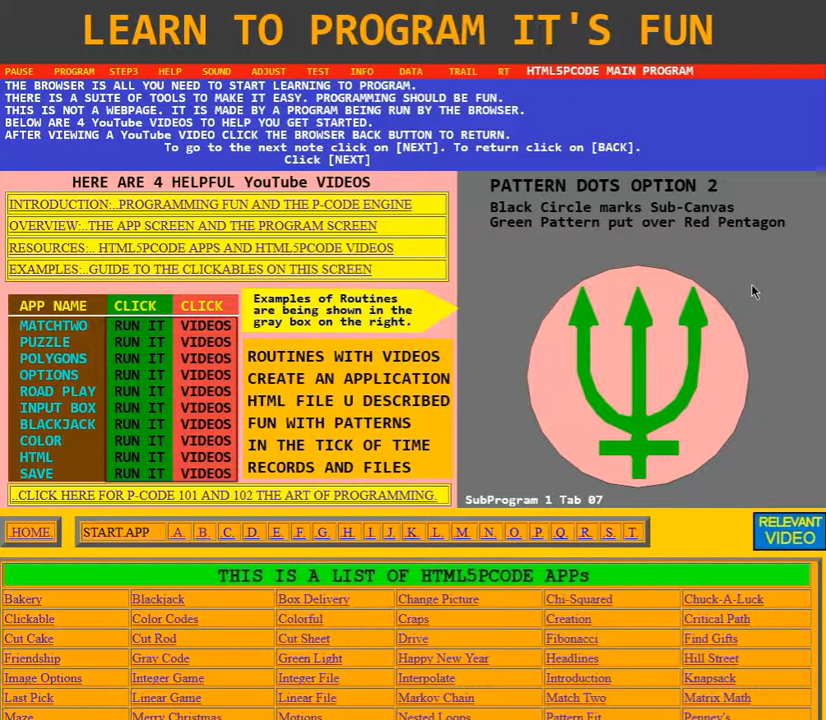 LEARN TO PROGRAM IT'S FUN
PAUSE PROGRAM STEP3 HELP SOUND ADJUST TEST INFO DATA TRAIL RT HTML5PCODE MAIN PROGRAM
THE BROWSER IS ALL YOU NEED TO START LEARNING TO PROGRAM.
THERE IS A SUITE OF TOOLS TO MAKE IT EASY. PROGRAMMING SHOULD BE FUN.
THIS IS NOT A WEBPAGE. IT IS MADE BY A PROGRAM BEING RUN BY THE BROWSER.
BELOW ARE 4 YouTube VIDEOS TO HELP YOU GET STARTED.
AFTER VIEWING A YouTube VIDEO CLICK THE BROWSER BACK BUTTON TO RETURN.
To go to the next note click on [NEXT]. To return click on [BACK].
Click [NEXT]
HERE ARE 4 HELPFUL YouTube VIDEOS
INTRODUCTION:..PROGRAMMING FUN AND THE P-CODE ENGINE
OVERVIEW:..THE APP SCREEN AND THE PROGRAM SCREEN
RESOURCES:.. HTML5PCODE APPS AND HTML5PCODE VIDEOS
EXAMPLES:..GUIDE TO THE CLICKABLES ON THIS SCREEN
APP NAME CLICK CLICK
MATCHTWO RUN IT VIDEOS
PUZZLE RUN IT VIDEOS
POLYGONS RUN IT VIDEOS
OPTIONS RUN IT VIDEOS
ROAD PLAY RUN IT VIDEOS
INPUT BOX RUN IT VIDEOS
BLACKJACK RUN IT VIDEOS
COLOR RUN IT VIDEOS
HTML RUN IT VIDEOS
SAVE RUN IT VIDEOS
Examples of Routines
are being shown in the
gray box on the right.
ROUTINES WITH VIDEOS
CREATE AN APPLICATION
HTML FILE U DESCRIBED
FUN WITH PATTERNS
IN THE TICK OF TIME
RECORDS AND FILES
..CLICK HERE FOR P-CODE 101 AND 102 THE ART OF PROGRAMMING.
PATTERN DOTS OPTION 2
Black Circle marks Sub-Canvas
Green Pattern put over Red Pentagon
SubProgram 1 Tab 07
HOME START.APP A. B. C. D. E. F. G. H. I. J. K. L. M. N. O. P. Q. R. S. T.
RELEVANT
VIDEO
THIS IS A LIST OF HTML5PCODE APPs
Bakery Blackjack Box Delivery Change Picture Chi-Squared Chuck-A-Luck
Clickable Color Codes Colorful Craps Creation Critical Path
Cut Cake Cut Rod Cut Sheet Drive Fibonacci Find Gifts
Friendship Gray Code Green Light Happy New Year Headlines Hill Street
Image Options Integer Game Integer File Interpolate Introduction Knapsack
Last Pick Linear Game Linear File Markov Chain Match Two Matrix Math
Maze Merry Christmas Motions Nested Loops Pattern Fit Penney's